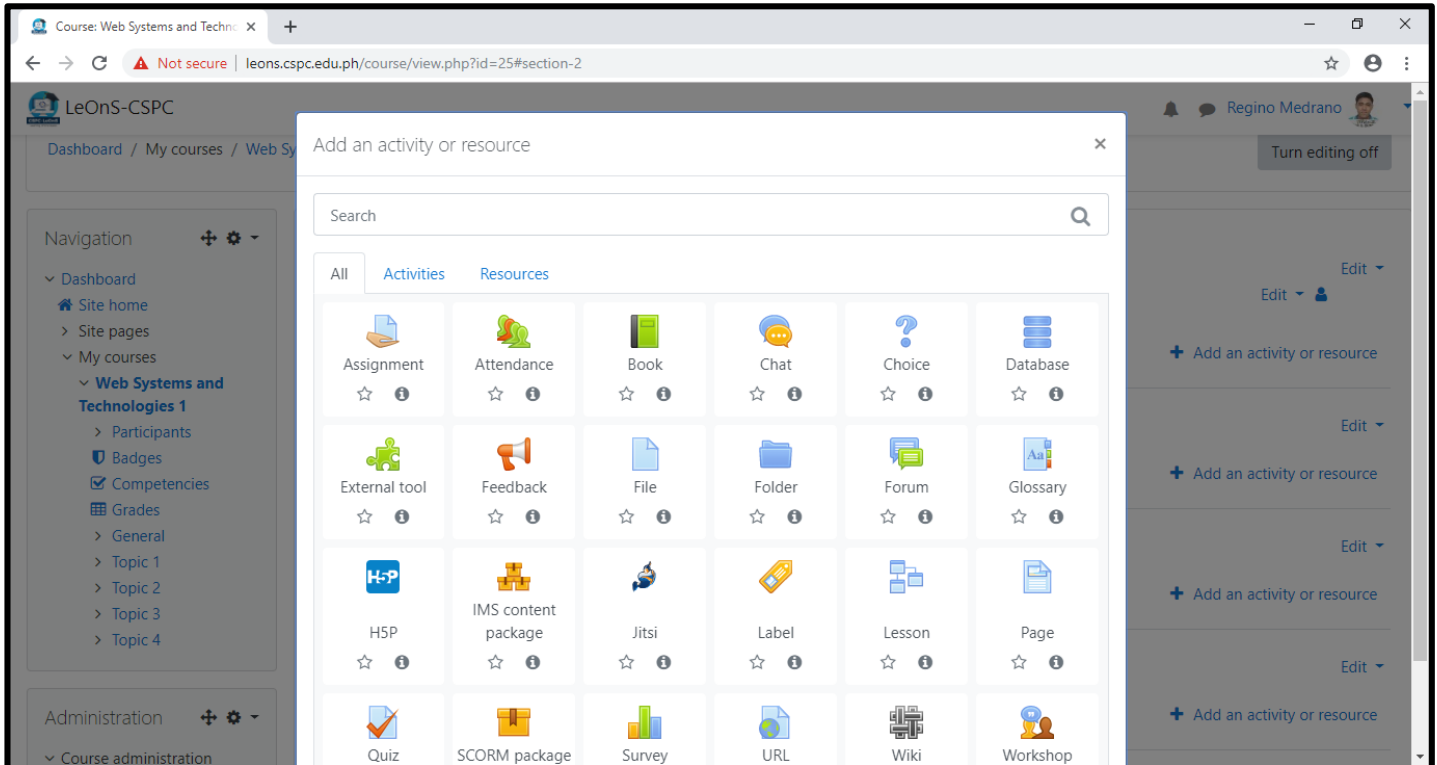 Course: Web Systems and Techno
Not secure | leons.cspc.edu.ph/course/view.php?id=25#section-2
LeOnS-CSPC
Regino Medrano
Dashboard / My courses / Web Sy
Turn editing off
Navigation
Dashboard
Site home
Site pages
My courses
Web Systems and
Technologies 1
Participants
Badges
Competencies
Grades
General
Topic 1
Topic 2
Topic 3
Topic 4
Administration
Course administration
Add an activity or resource
Search
All Activities Resources
Assignment Attendance Book Chat Choice Database
External tool Feedback File Folder Forum Glossary
Aa
H5P
IMS content
H5P package Jitsi Label Lesson Page
Quiz SCORM package Survey URL Wiki Workshop
Edit
Edit
Add an activity or resource
Edit
Add an activity or resource
Edit
Add an activity or resource
Edit
Add an activity or resource